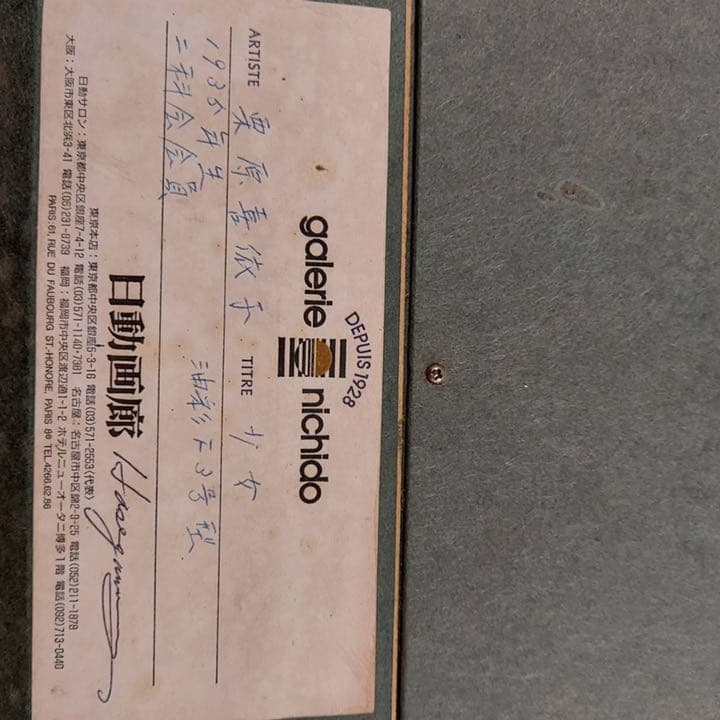 DEPUIS 1928
galerie nichido
ARTISTE 栗原喜依子 TITRE 少女
1935年生 油彩F3号型
二科会会員
日動画廊 Hasegawa
東京本店：東京都中央区銀座5-3-16 電話(03)571-2553(代表)
日動サロン：東京都中央区銀座7-4-12 電話(03)571-1140・7381 名古屋：名古屋市中区錦2-9-25 電話(052)211-1878
大阪：大阪市東区北浜3-41 電話(06)231-6739 福岡：福岡市中央区渡辺通1-1-2 ホテルニューオータニ博多1階 電話(092)713-0440
PARIS:61, RUE DU FAUBOURG ST-HONORE, PARIS 8e TEL.4266.62.86